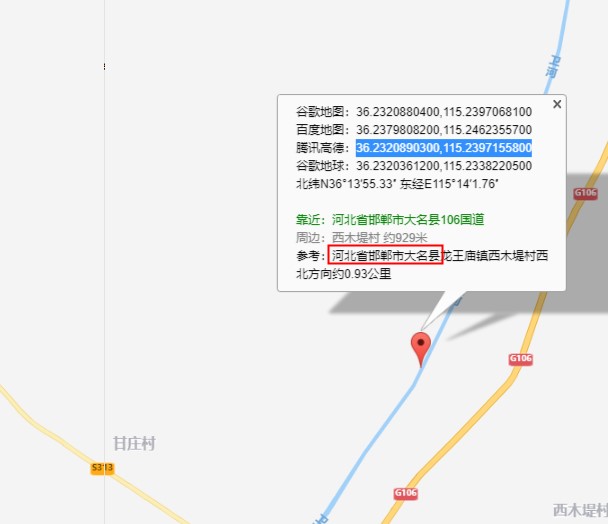 卫河
谷歌地图：36.2320880400,115.2397068100
百度地图：36.2379808200,115.2462355700
腾讯高德：36.2320890300,115.2397155800
谷歌地球：36.2320361200,115.2338220500
北纬N36°13′55.33″ 东经E115°14′1.76″
靠近：河北省邯郸市大名县106国道
周边：西木堤村 约929米
参考：河北省邯郸市大名县龙王庙镇西木堤村西
北方向约0.93公里
G106
G106
甘庄村
S313
G106
西木堤村